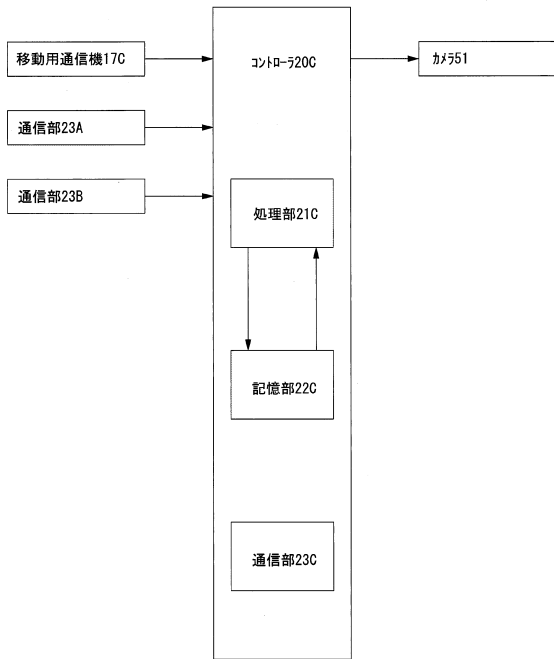 移動用通信機17C
コントローラ20C
カメラ51
通信部23A
通信部23B
処理部21C
記憶部22C
通信部23C